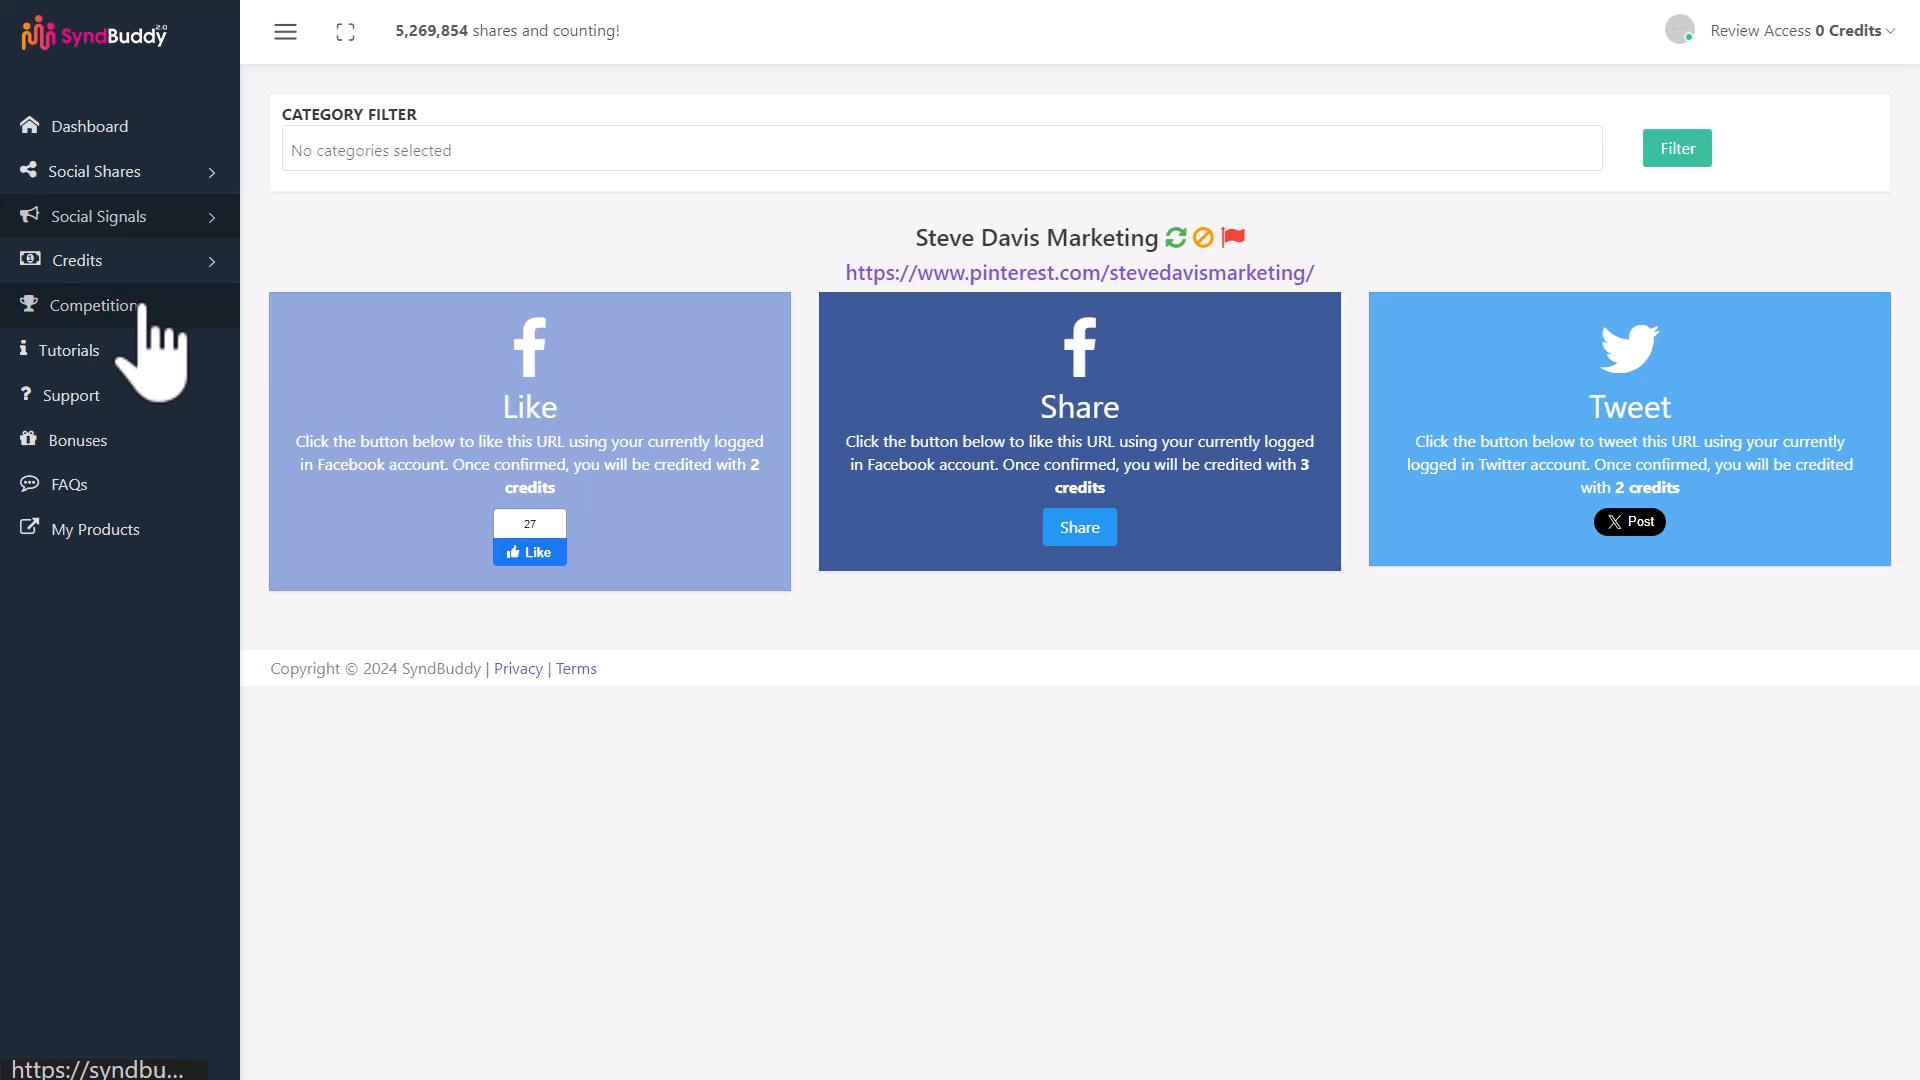 SyndBuddy 2.0
5,269,854 shares and counting!
Review Access 0 Credits
Dashboard
Social Shares
Social Signals
Credits
Competition
Tutorials
Support
Bonuses
FAQs
My Products
CATEGORY FILTER
No categories selected
Filter
Steve Davis Marketing
https://www.pinterest.com/stevedavismarketing/
Like
Click the button below to like this URL using your currently logged
in Facebook account. Once confirmed, you will be credited with 2
credits
27
Like
Share
Click the button below to like this URL using your currently logged
in Facebook account. Once confirmed, you will be credited with 3
credits
Share
Tweet
Click the button below to tweet this URL using your currently
logged in Twitter account. Once confirmed, you will be credited
with 2 credits
Post
Copyright © 2024 SyndBuddy | Privacy | Terms
https://syndbu...